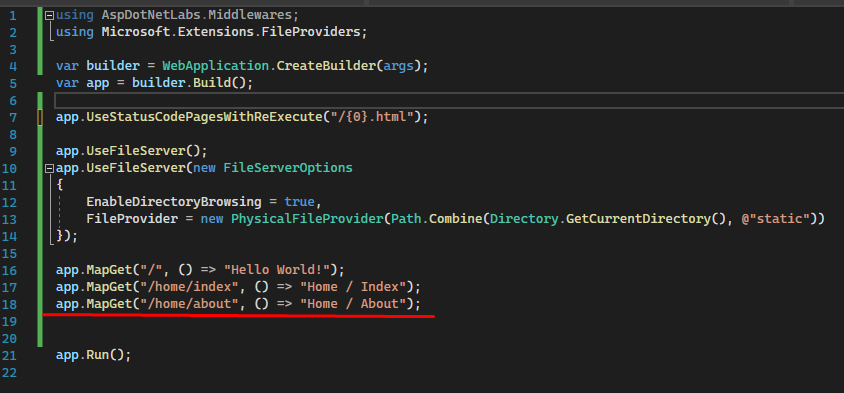 1 using AspDotNetLabs.Middlewares;
2 using Microsoft.Extensions.FileProviders;
3
4 var builder = WebApplication.CreateBuilder(args);
5 var app = builder.Build();
6
7 app.UseStatusCodePagesWithReExecute("/{0}.html");
8
9 app.UseFileServer();
10 app.UseFileServer(new FileServerOptions
11 {
12     EnableDirectoryBrowsing = true,
13     FileProvider = new PhysicalFileProvider(Path.Combine(Directory.GetCurrentDirectory(), @"static"))
14 });
15
16 app.MapGet("/", () => "Hello World!");
17 app.MapGet("/home/index", () => "Home / Index");
18 app.MapGet("/home/about", () => "Home / About");
19
20
21 app.Run();
22